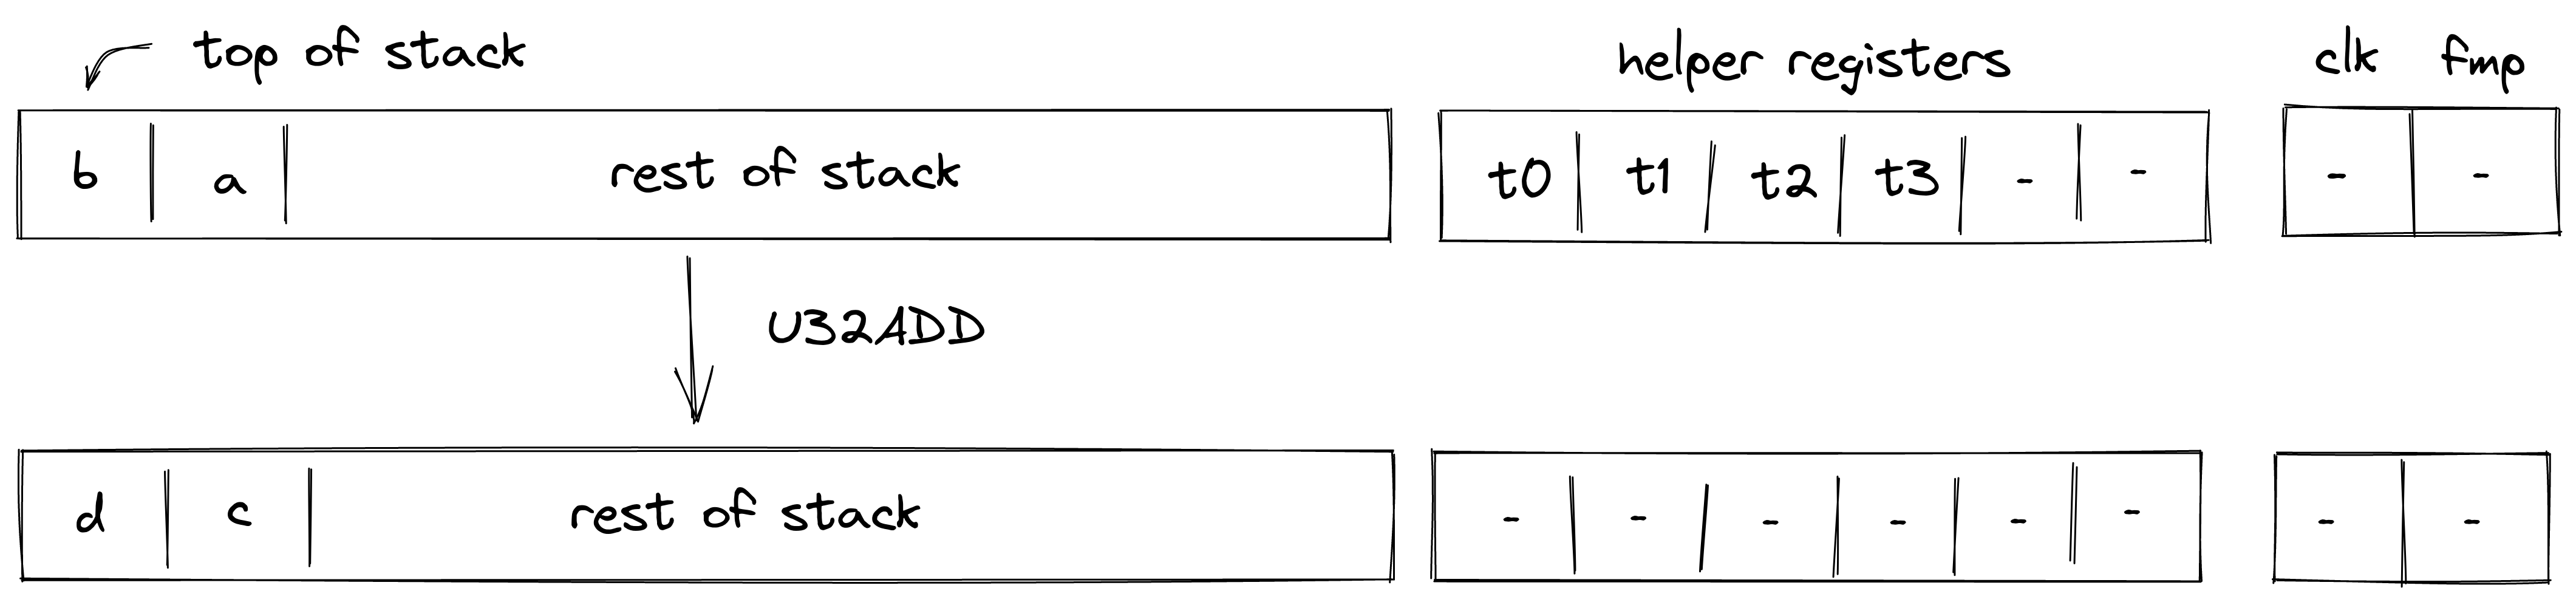 top of stack helper registers clk fmp
b a rest of stack t0 t1 t2 t3 - - - -
U32ADD
d c rest of stack - - - - - - - -